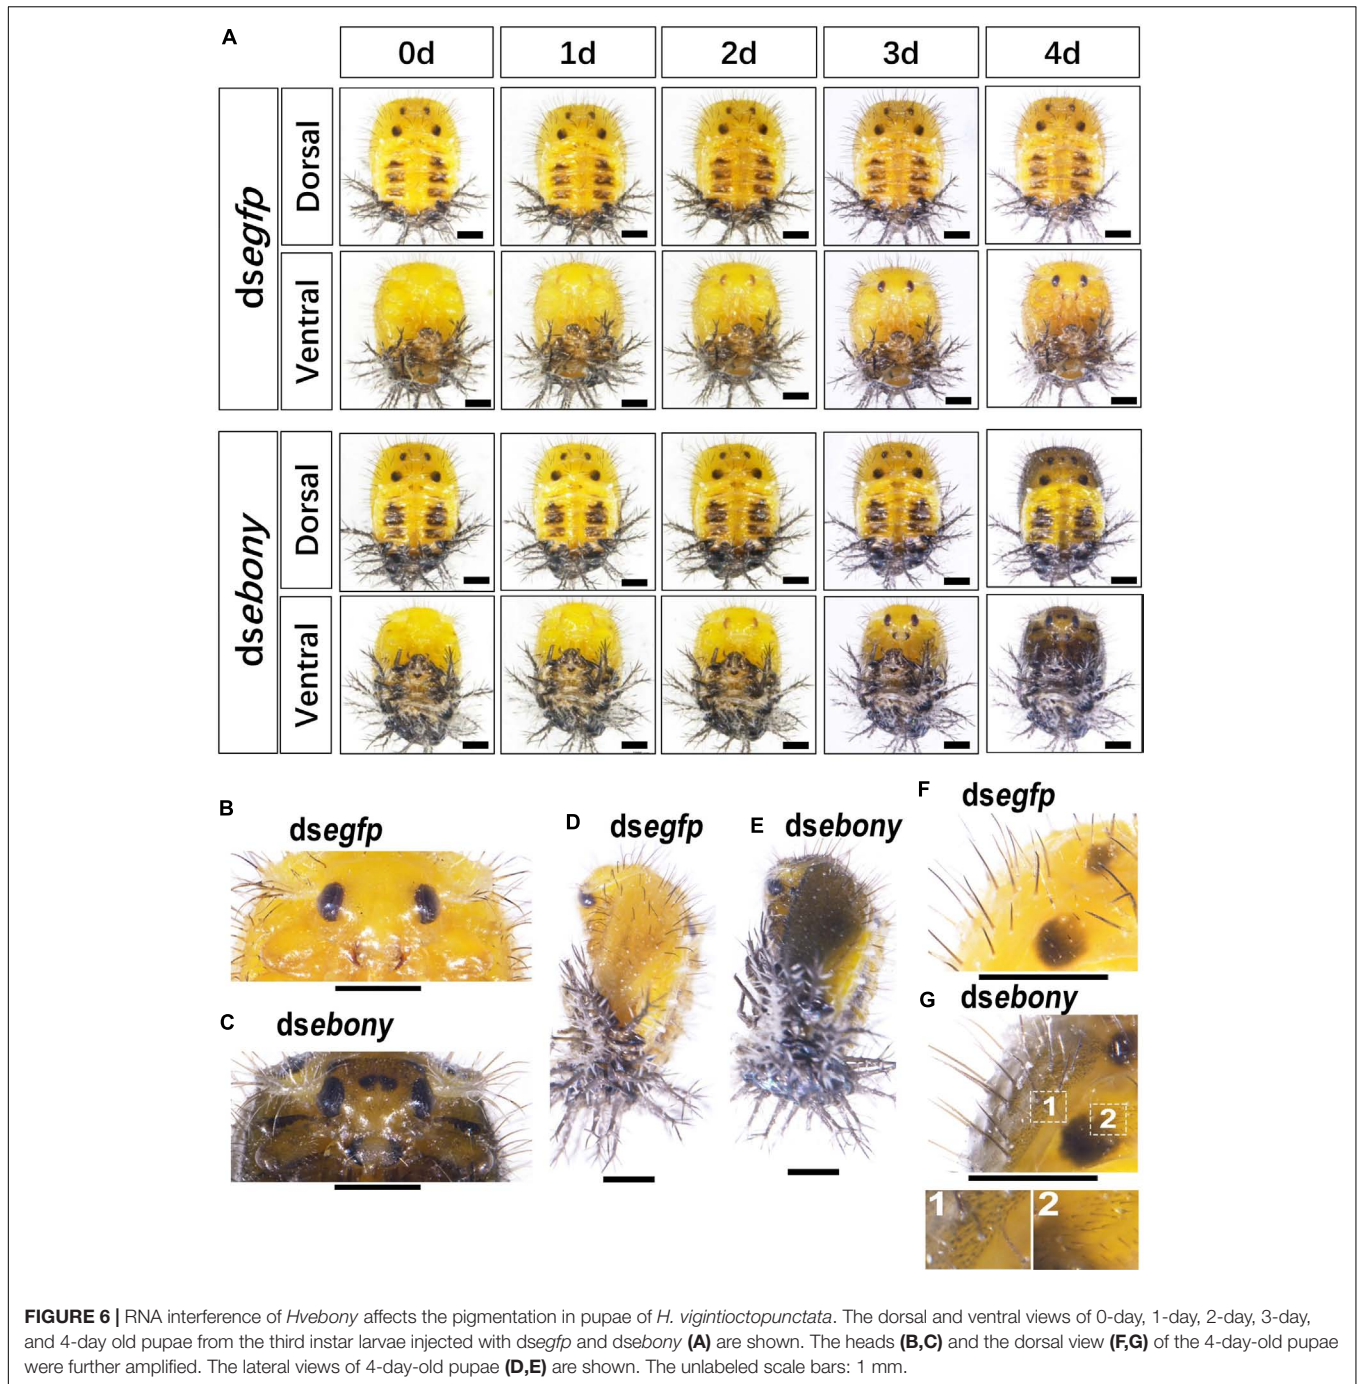 A
0d 1d 2d 3d 4d
dsegfp
Dorsal
Ventral
dsebony
Dorsal
Ventral
B
dsegfp
C
dsebony
D dsegfp
E dsebony
F
dsegfp
G dsebony
1
2
1 2
FIGURE 6 | RNA interference of Hvebony affects the pigmentation in pupae of H. vigintioctopunctata. The dorsal and ventral views of 0-day, 1-day, 2-day, 3-day,
and 4-day old pupae from the third instar larvae injected with dsegfp and dsebony (A) are shown. The heads (B,C) and the dorsal view (F,G) of the 4-day-old pupae
were further amplified. The lateral views of 4-day-old pupae (D,E) are shown. The unlabeled scale bars: 1 mm.